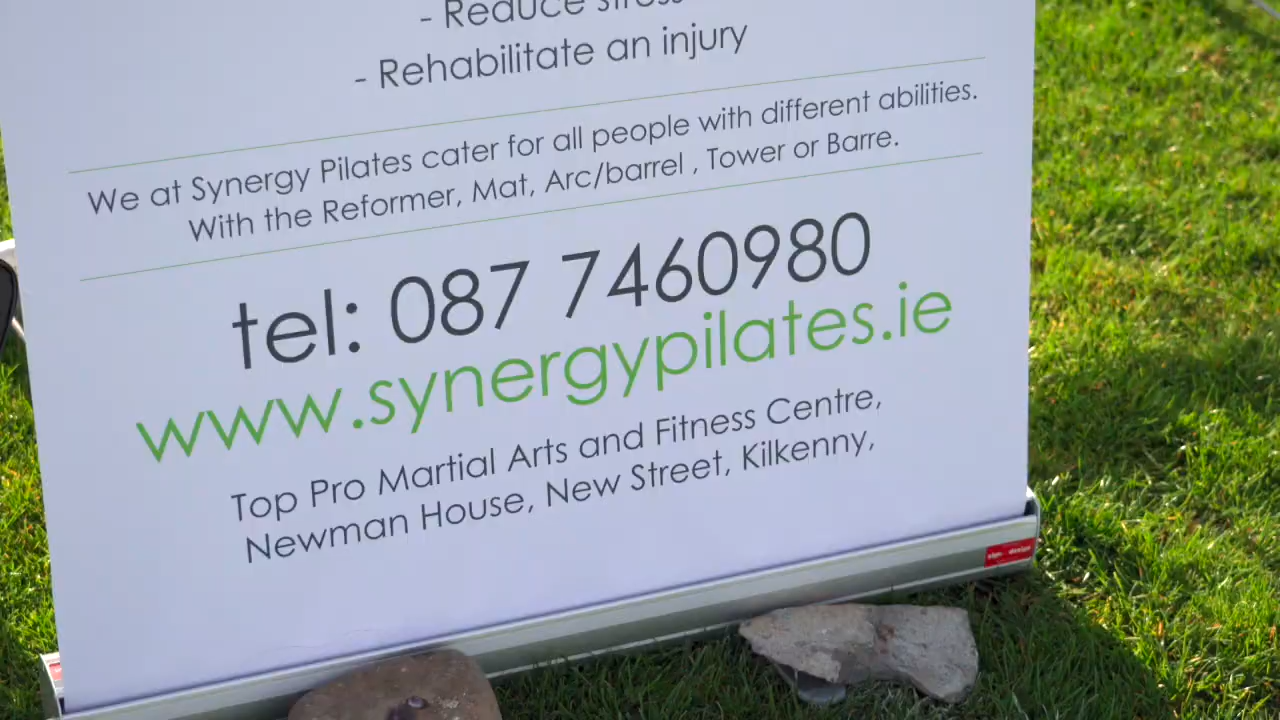 - Reduce stress
- Rehabilitate an injury
We at Synergy Pilates cater for all people with different abilities.
With the Reformer, Mat, Arc/barrel , Tower or Barre.
tel: 087 7460980
www.synergypilates.ie
Top Pro Martial Arts and Fitness Centre,
Newman House, New Street, Kilkenny,
sign design